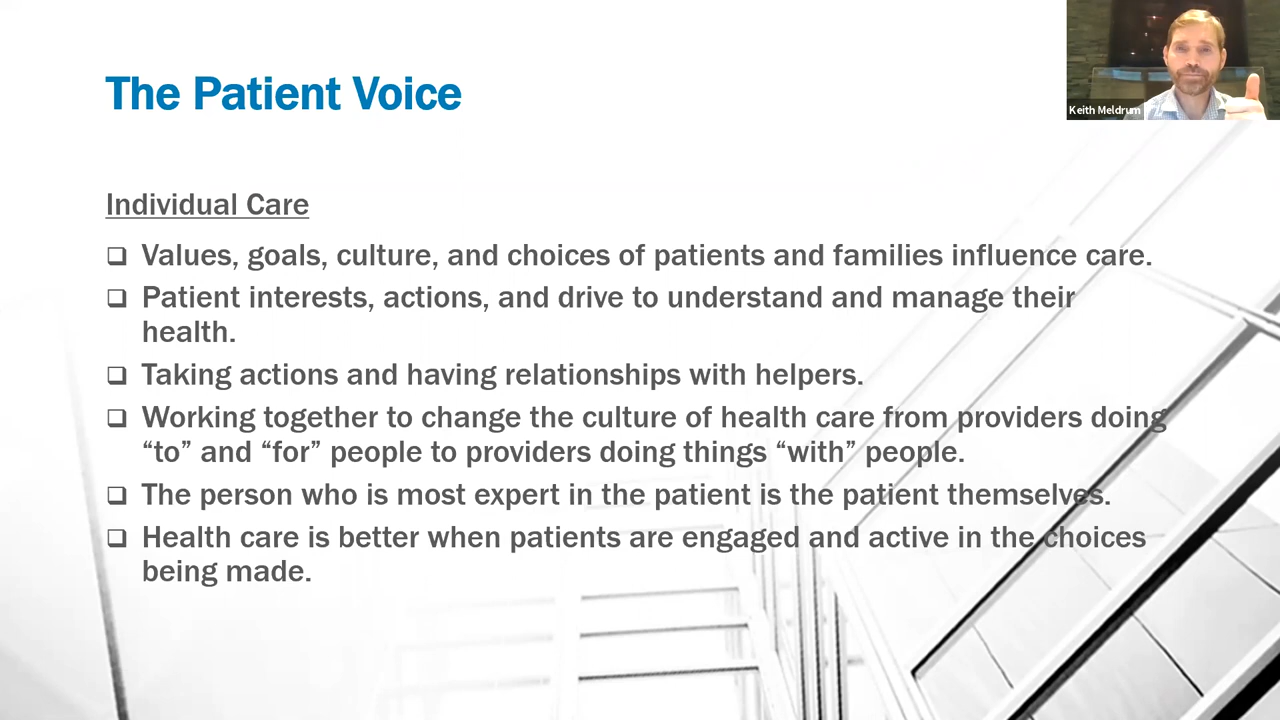 The Patient Voice
Keith Meldrum
Individual Care
❑ Values, goals, culture, and choices of patients and families influence care.
❑ Patient interests, actions, and drive to understand and manage their
health.
❑ Taking actions and having relationships with helpers.
❑ Working together to change the culture of health care from providers doing
“to” and “for” people to providers doing things “with” people.
❑ The person who is most expert in the patient is the patient themselves.
❑ Health care is better when patients are engaged and active in the choices
being made.